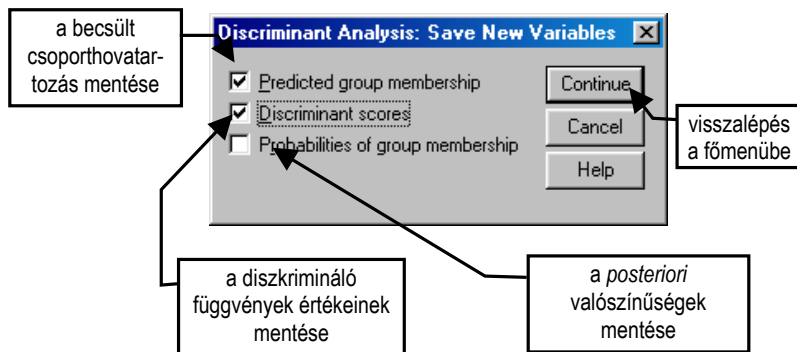 a becsült
csoporthovatar-
tozás mentése
Discriminant Analysis: Save New Variables
Predicted group membership
Discriminant scores
Probabilities of group membership
Continue
Cancel
Help
visszalépés
a főmenübe
a diszkrimináló
függvények értékeinek
mentése
a posteriori
valószínűségek
mentése